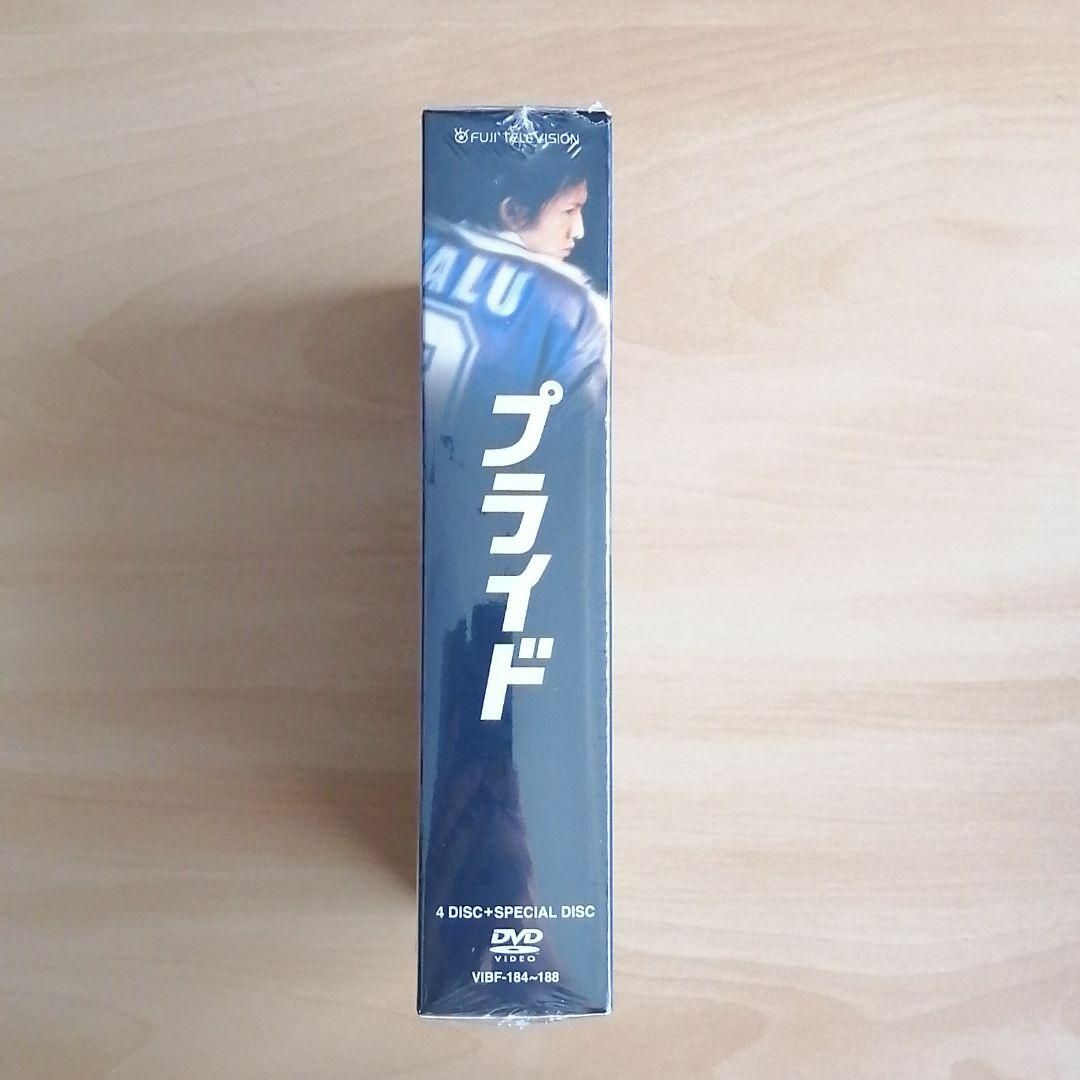 FUJI TELEVISION
ALU
プライド
4 DISC+SPECIAL DISC
DVD
VIDEO
VIBF-184~188